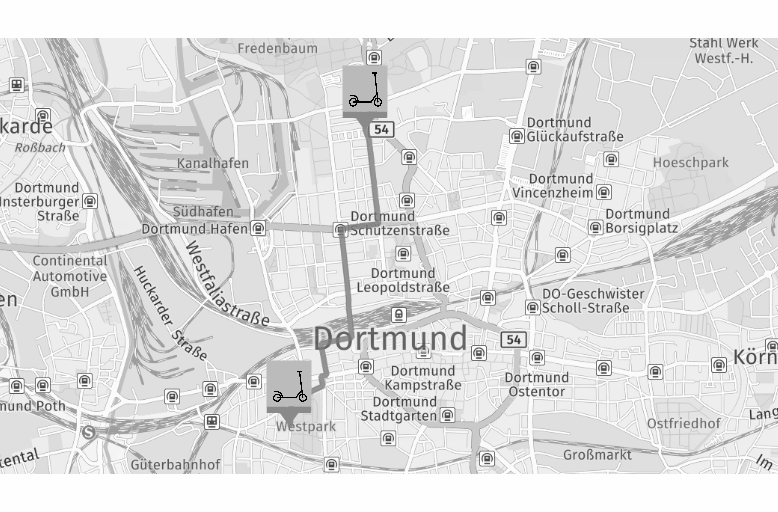 Fredenbaum
Stahl Werk
Westf.-H.
karde
Roßbach
54
Dortmund
Glückaufstraße
Kanalhafen
Hoeschpark
Dortmund
Insterburger
Straße
Dortmund
Vincenzheim
Südhafen
Dortmund Hafen
Dortmund
Schützenstraße
Dortmund
Borsigplatz
Continental
Automotive
GmbH
Westfaliastraße
Huckarder Straße
Dortmund
Leopoldstraße
DO-Geschwister
Scholl-Straße
en
Dortmund
54
Körn
Dortmund
Kampstraße
Dortmund
Ostentor
mund Poth
Dortmund
Stadtgarten
Westpark
Ostfriedhof
Lang
S
tental
Güterbahnhof
Großmarkt
Im